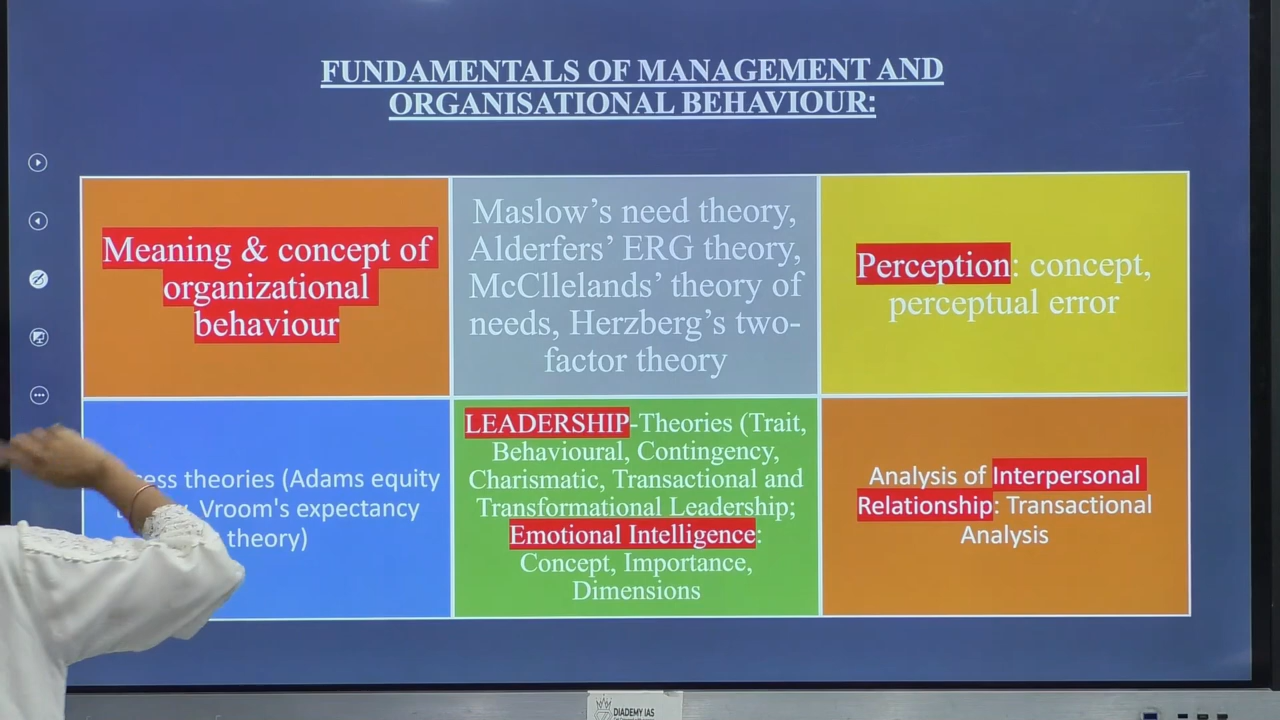 FUNDAMENTALS OF MANAGEMENT AND
ORGANISATIONAL BEHAVIOUR:
Meaning & concept of
organizational
behaviour
Maslow's need theory,
Alderfers' ERG theory,
McCllelands' theory of
needs, Herzberg's two-
factor theory
Perception: concept,
perceptual error
theories (Adams equity
Vroom's expectancy
theory)
LEADERSHIP-Theories (Trait,
Behavioural, Contingency,
Charismatic, Transactional and
Transformational Leadership;
Emotional Intelligence:
Concept, Importance,
Dimensions
Analysis of Interpersonal
Relationship: Transactional
Analysis
DIADEMY IAS